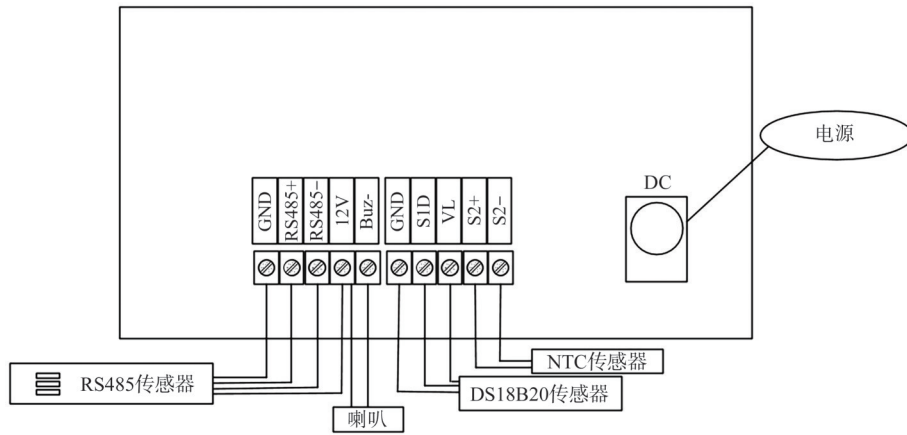 电源
DC
GND
RS485+
RS485−
12V
Buz-
GND
S1D
VL
S2+
S2−
NTC传感器
RS485传感器
DS18B20传感器
喇叭